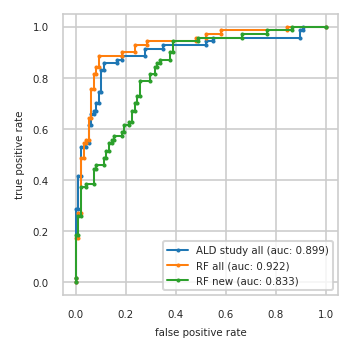 true positive rate
1.0
0.8
0.6
0.4
0.2
0.0
ALD study all (auc: 0.899)
RF all (auc: 0.922)
RF new (auc: 0.833)
0.0 0.2 0.4 0.6 0.8 1.0
false positive rate